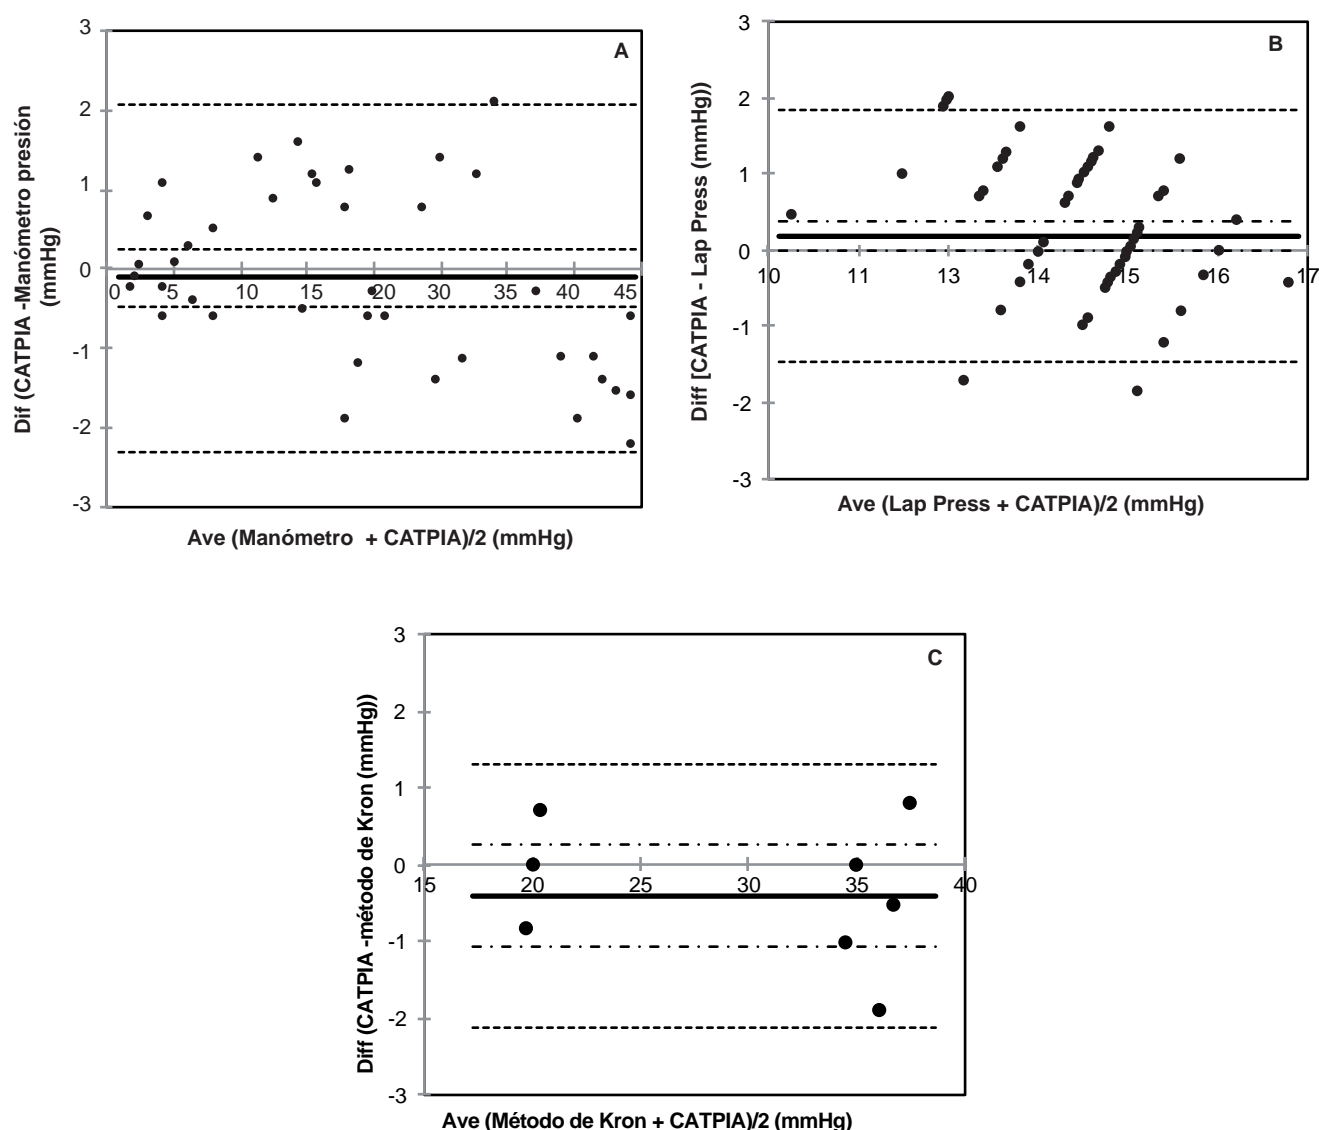 3
2
1
0
-1
-2
-3
A
0 5 10 15 20 25 30 35 40 45
Dif (CATPIA -Manómetro presión
(mmHg)
Ave (Manómetro + CATPIA)/2 (mmHg)
3
2
1
0
-1
-2
-3
B
10 11 13 14 15 16 17
Diff [CATPIA - Lap Press (mmHg))
Ave (Lap Press + CATPIA)/2 (mmHg)
3
2
1
0
-1
-2
-3
C
15 20 25 30 35 40
Diff (CATPIA -método de Kron (mmHg))
Ave (Método de Kron + CATPIA)/2 (mmHg)